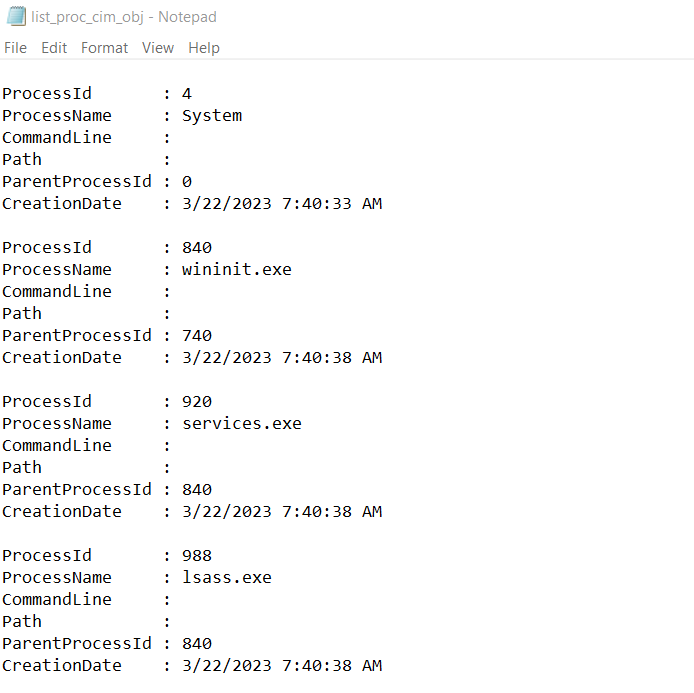 list_proc_cim_obj - Notepad
File Edit Format View Help
ProcessId : 4
ProcessName : System
CommandLine :
Path :
ParentProcessId : 0
CreationDate : 3/22/2023 7:40:33 AM
ProcessId : 840
ProcessName : wininit.exe
CommandLine :
Path :
ParentProcessId : 740
CreationDate : 3/22/2023 7:40:38 AM
ProcessId : 920
ProcessName : services.exe
CommandLine :
Path :
ParentProcessId : 840
CreationDate : 3/22/2023 7:40:38 AM
ProcessId : 988
ProcessName : lsass.exe
CommandLine :
Path :
ParentProcessId : 840
CreationDate : 3/22/2023 7:40:38 AM